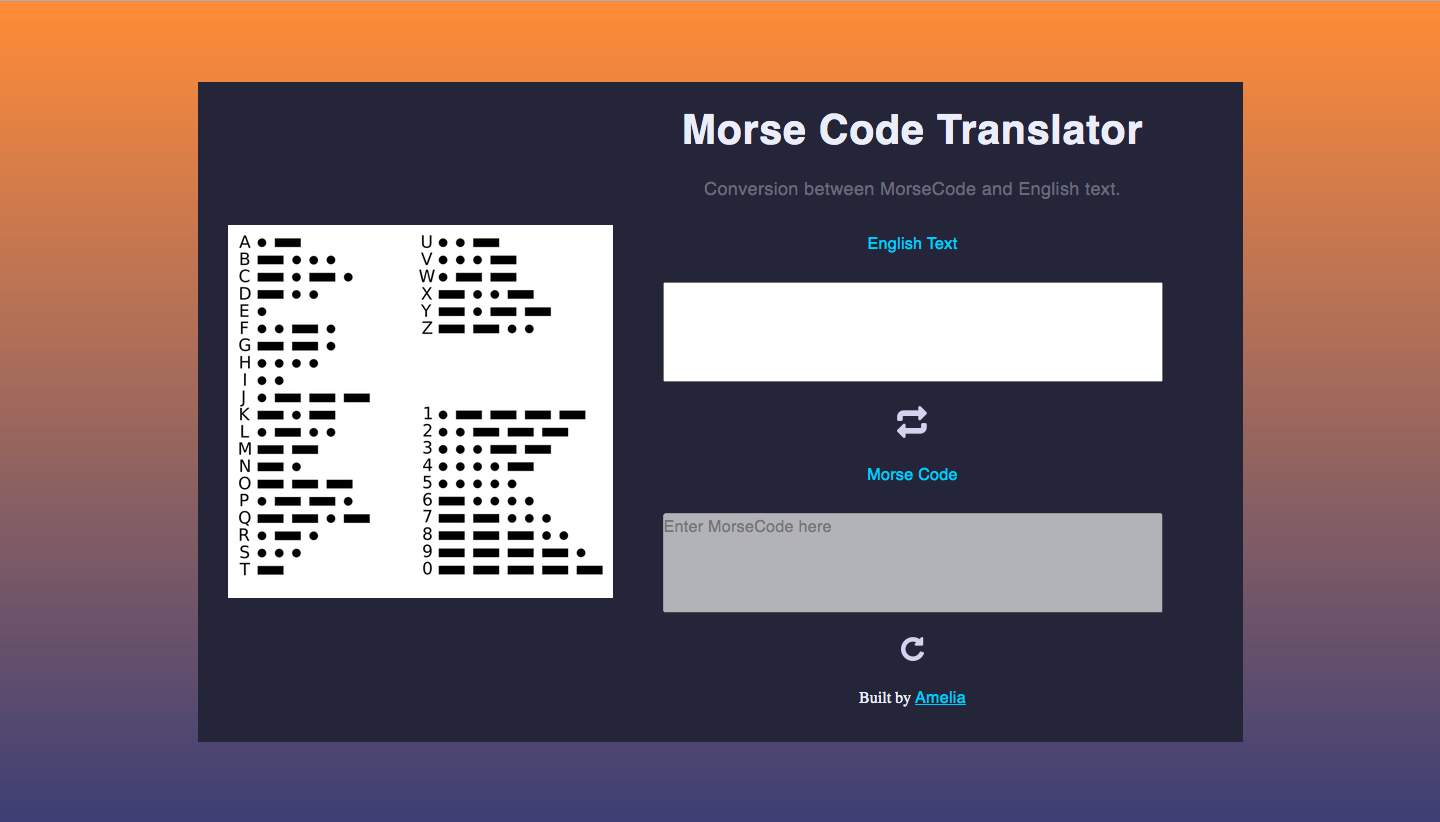 Morse Code Translator
Conversion between MorseCode and English text.
English Text
Morse Code
Enter MorseCode here
Built by Amelia
A ● ▬
B ▬ ● ● ●
C ▬ ● ▬ ●
D ▬ ● ●
E ●
F ● ● ▬ ●
G ▬ ▬ ●
H ● ● ● ●
I ● ●
J ● ▬ ▬ ▬
K ▬ ● ▬
L ● ▬ ● ●
M ▬ ▬
N ▬ ●
O ▬ ▬ ▬
P ● ▬ ▬ ●
Q ▬ ▬ ● ▬
R ● ▬ ●
S ● ● ●
T ▬
U ● ● ▬
V ● ● ● ▬
W ● ▬ ▬
X ▬ ● ● ▬
Y ▬ ● ▬ ▬
Z ▬ ▬ ● ●
1 ● ▬ ▬ ▬ ▬
2 ● ● ▬ ▬ ▬
3 ● ● ● ▬ ▬
4 ● ● ● ● ▬
5 ● ● ● ● ●
6 ▬ ● ● ● ●
7 ▬ ▬ ● ● ●
8 ▬ ▬ ▬ ● ●
9 ▬ ▬ ▬ ▬ ●
0 ▬ ▬ ▬ ▬ ▬